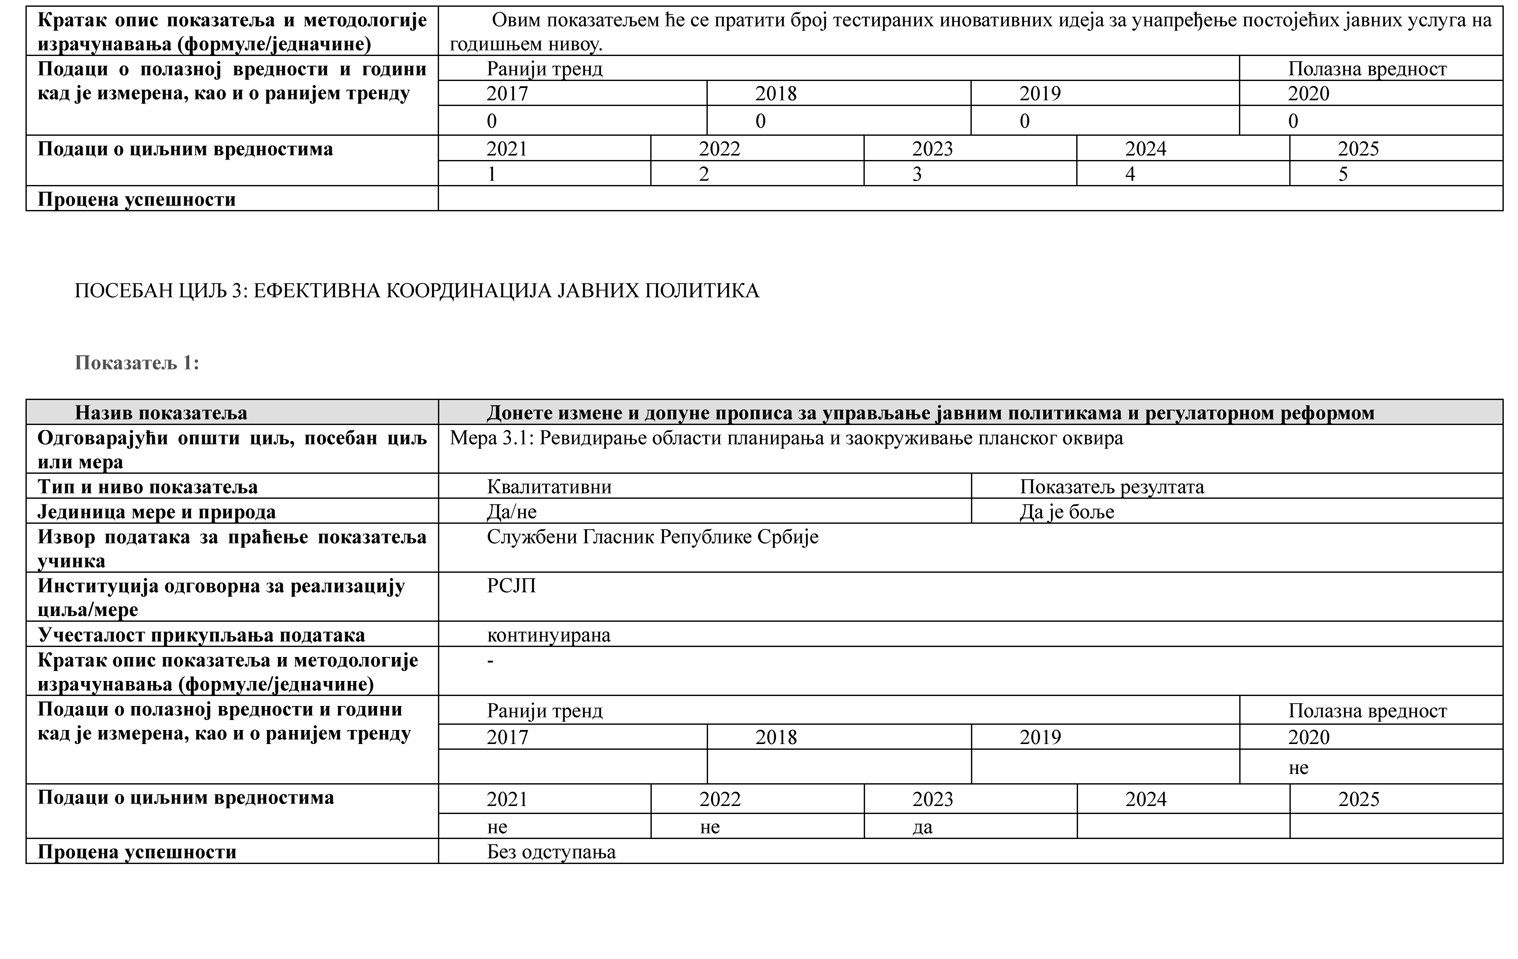 Кратак опис показатеља и методологије израчунавања (формуле/једначине)
Овим показатељем ће се пратити број тестираних иновативних идеја за унапређење постојећих јавних услуга на годишњем нивоу.
Подаци о полазној вредности и години кад је измерена, као и о ранијем тренду
Ранији тренд Полазна вредност
2017 2018 2019 2020
0 0 0 0
Подаци о циљним вредностима
2021 2022 2023 2024 2025
1 2 3 4 5
Процена успешности
ПОСЕБАН ЦИЉ 3: ЕФЕКТИВНА КООРДИНАЦИЈА ЈАВНИХ ПОЛИТИКА
Показатељ 1:
Назив показатеља Донете измене и допуне прописа за управљање јавним политикама и регулаторном реформом
Одговарајући општи циљ, посебан циљ или мера
Мера 3.1: Ревидирање области планирања и заокруживање планског оквира
Тип и ниво показатеља Квалитативни Показатељ резултата
Јединица мере и природа Да/не Да је боље
Извор података за праћење показатеља учинка
Службени Гласник Републике Србије
Институција одговорна за реализацију циља/мере
РСЈП
Учесталост прикупљања података континуирана
Кратак опис показатеља и методологије израчунавања (формуле/једначине)
-
Подаци о полазној вредности и години кад је измерена, као и о ранијем тренду
Ранији тренд Полазна вредност
2017 2018 2019 2020
не
Подаци о циљним вредностима
2021 2022 2023 2024 2025
не не да
Процена успешности Без одступања